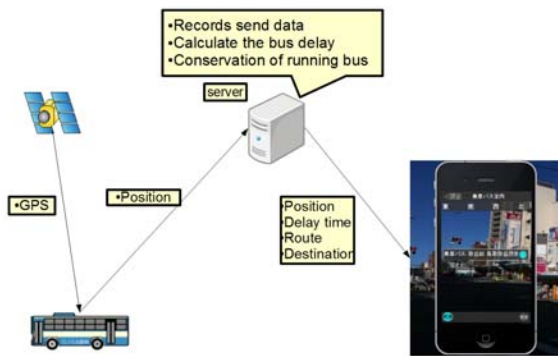 •Records send data
•Calculate the bus delay
•Conservation of running bus
server
•GPS
•Position
•Position
Delay time
Route
Destination